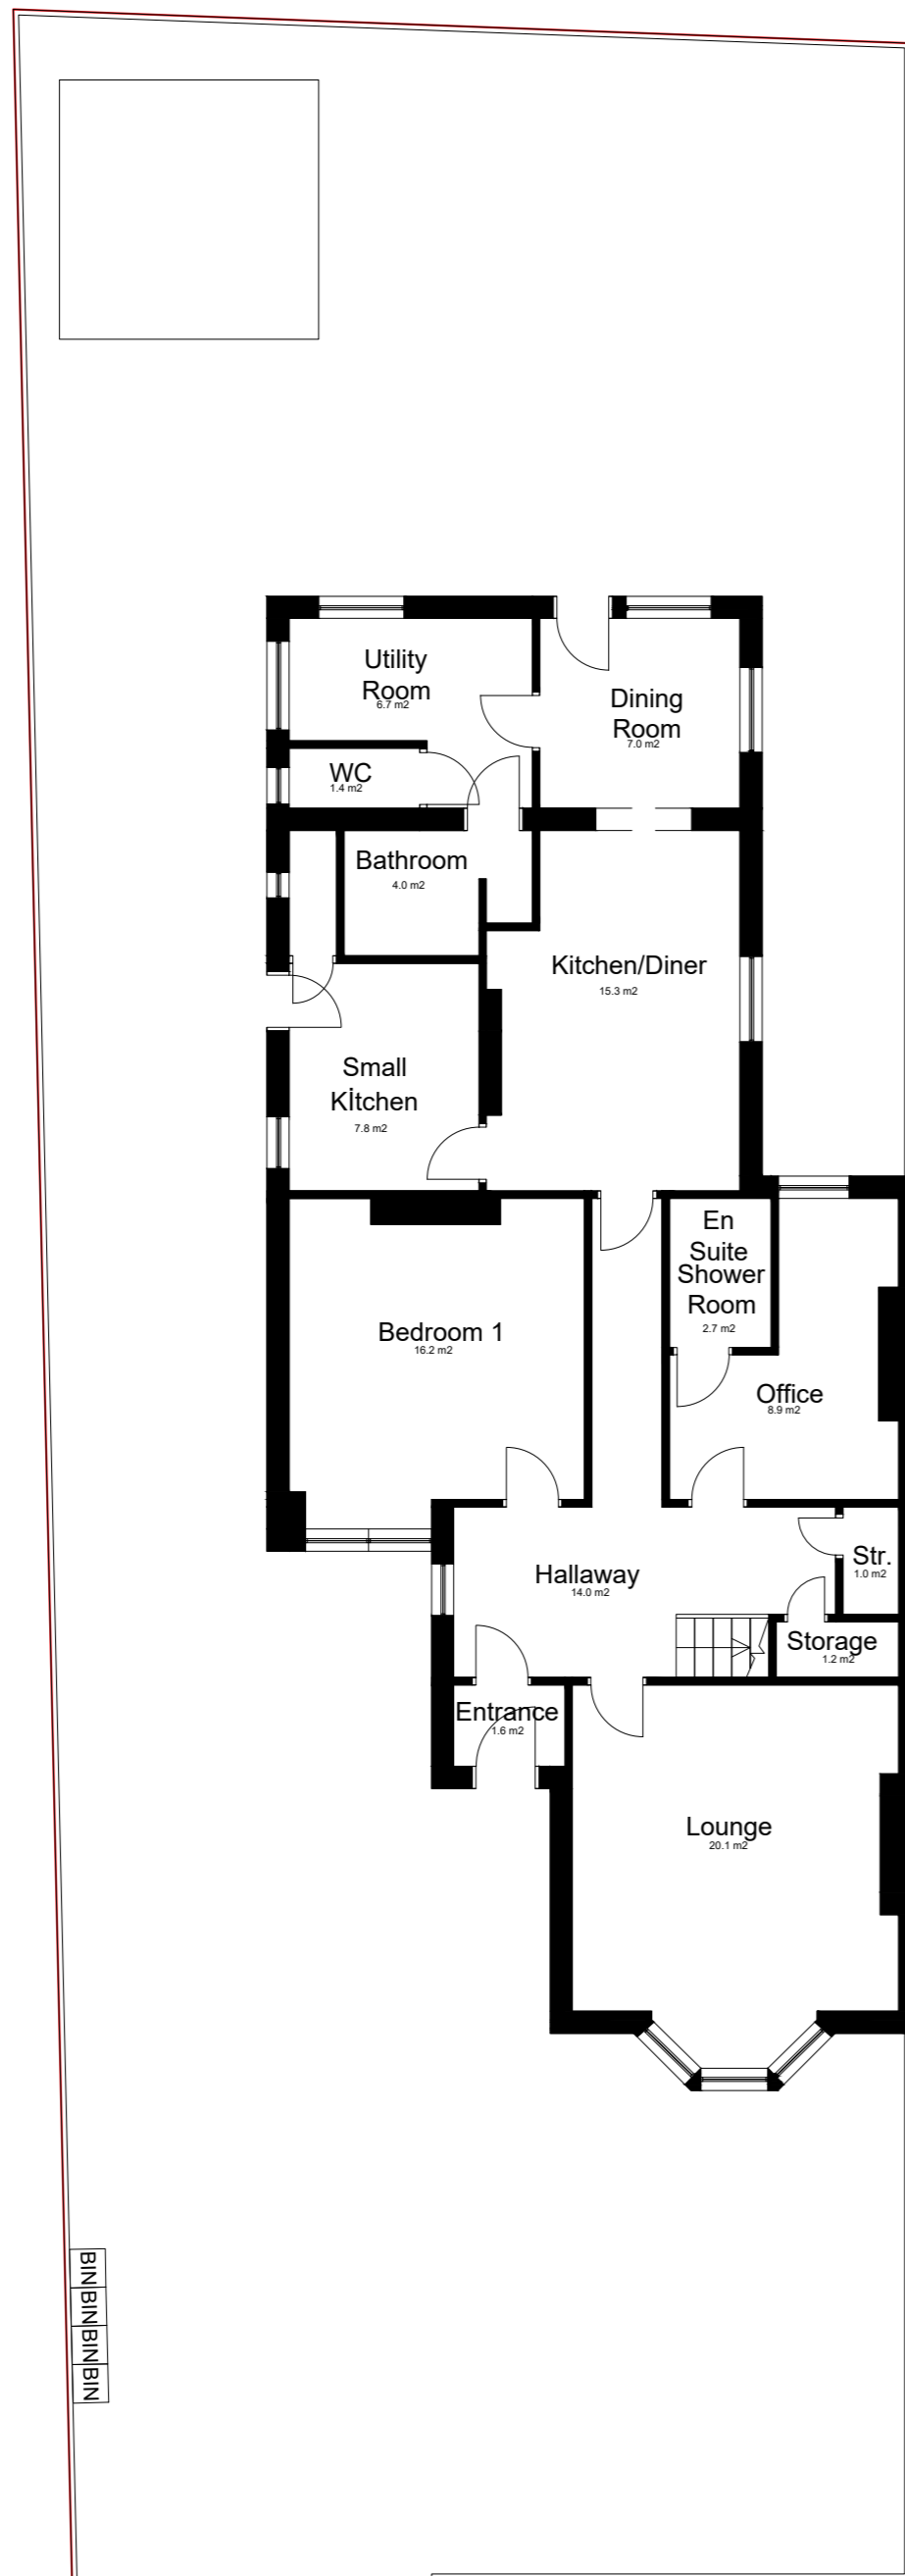 Utility
Room
6.7 m2
Dining
Room
7.0 m2
WC
1.4 m2
Bathroom
4.0 m2
Kitchen/Diner
15.3 m2
Small
Kİtchen
7.8 m2
En
Suite
Shower
Room
2.7 m2
Bedroom 1
16.2 m2
Office
8.9 m2
Hallaway
14.0 m2
Str.
1.0 m2
Storage
1.2 m2
Entrance
1.6 m2
Lounge
20.1 m2
BIN
BIN
BIN
BIN